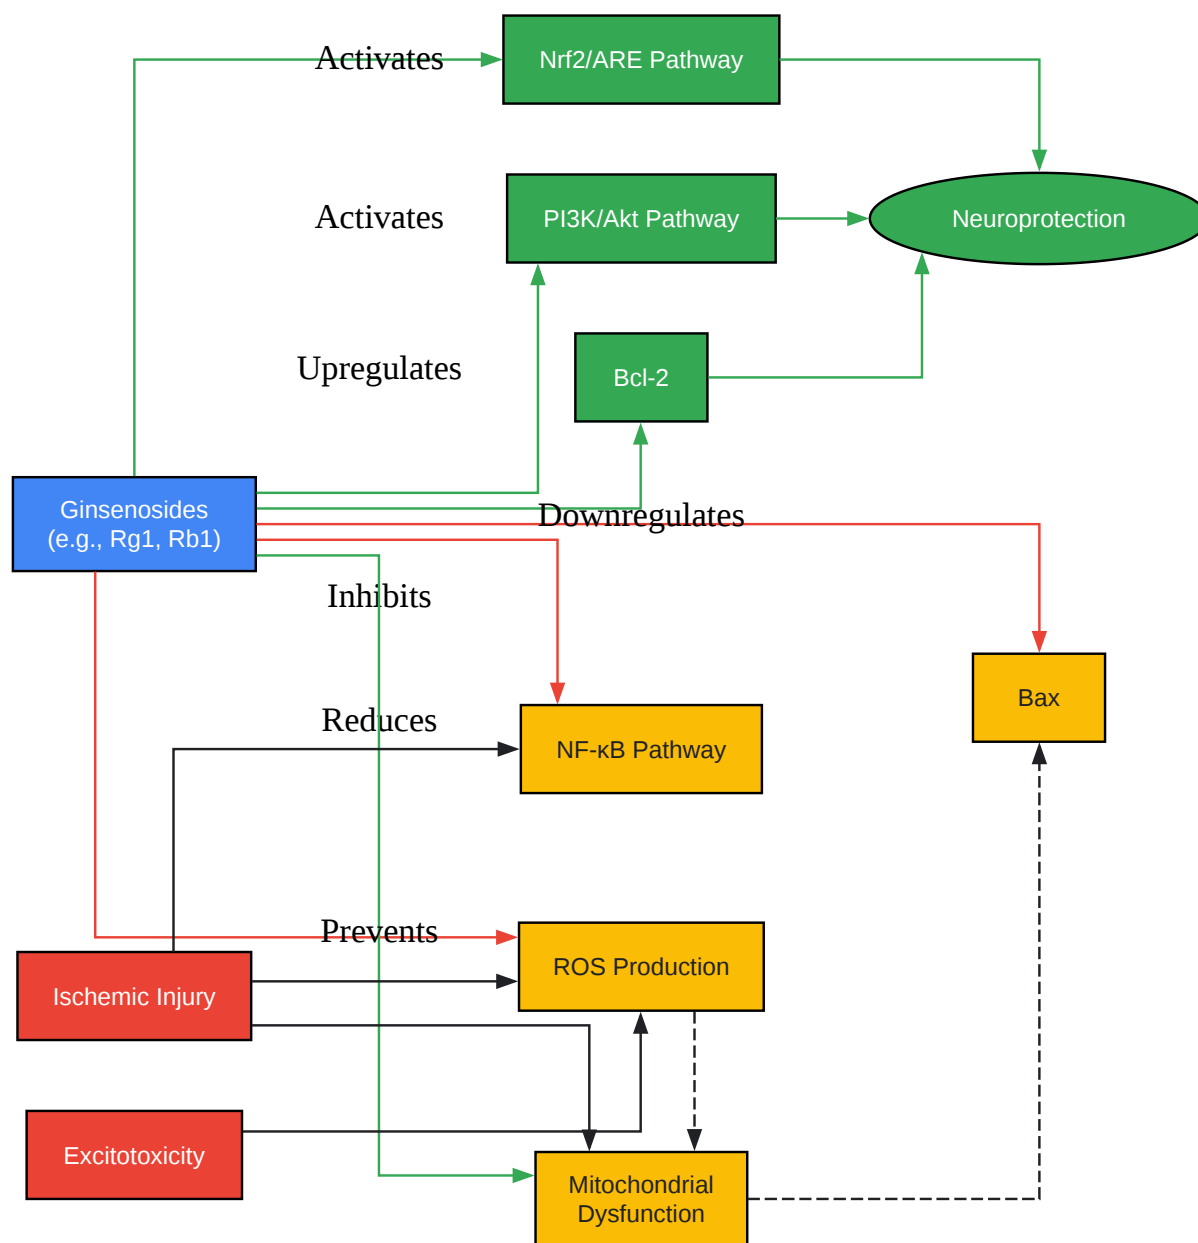 Activates
Nrf2/ARE Pathway
Activates
PI3K/Akt Pathway
Neuroprotection
Upregulates
Bcl-2
Ginsenosides
(e.g., Rg1, Rb1)
Downregulates
Inhibits
Bax
Reduces
NF-κB Pathway
Prevents
ROS Production
Ischemic Injury
Excitotoxicity
Mitochondrial
Dysfunction